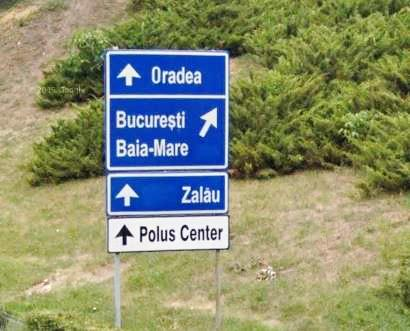 Oradea
București
Baia-Mare
Zalău
Polus Center